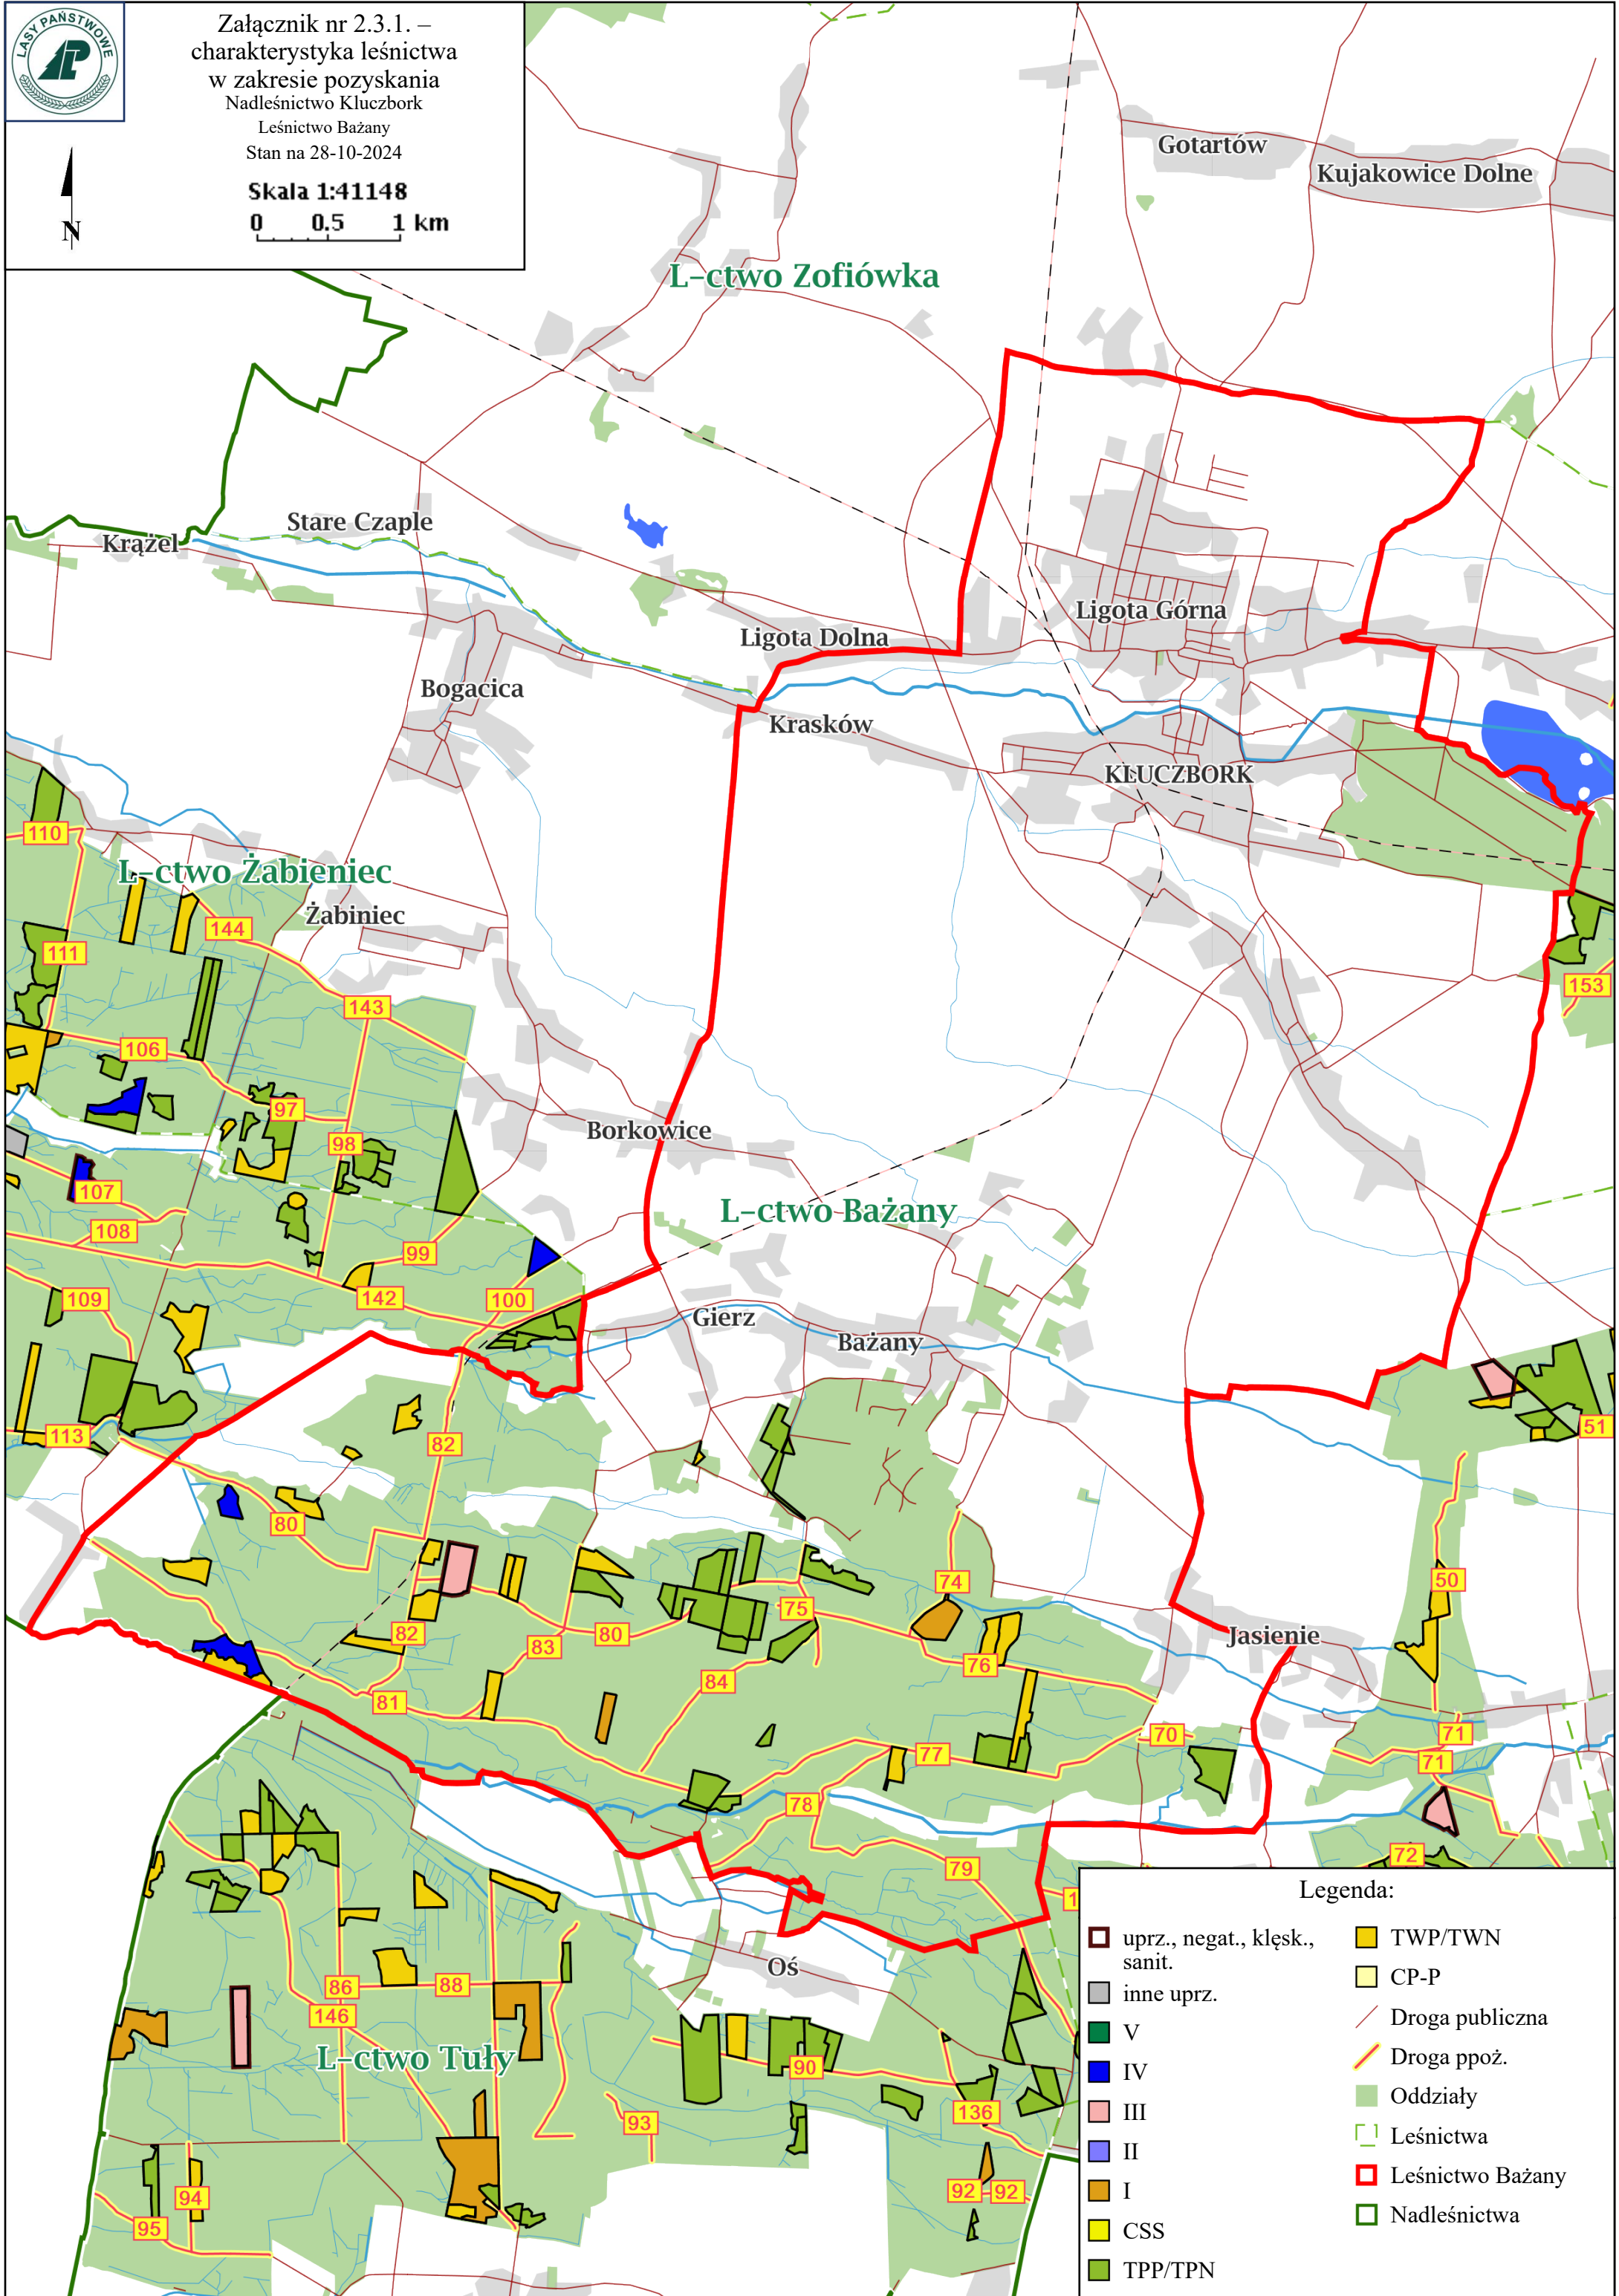 LASY PAŃSTWOWE
Załącznik nr 2.3.1. –
charakterystyka leśnictwa
w zakresie pozyskania
Nadleśnictwo Kluczbork
Leśnictwo Bażany
Stan na 28-10-2024
Skala 1:41148
0 0.5 1 km
N
Gotartów
Kujakowice Dolne
L-ctwo Zofiówka
Stare Czaple
Krążel
Ligota Górna
Ligota Dolna
Bogacica
Krasków
KLUCZBORK
110
L-ctwo Żabieniec
Żabiniec
144
111
153
143
106
97
98
Borkowice
107
108
L-ctwo Bażany
99
142
100
109
Gierz
Bażany
113
82
51
80
74
50
75
82
83
80
Jasienie
76
84
81
70
71
77
71
78
72
79
1
Oś
86
88
146
L-ctwo Tuły
90
136
93
92
92
94
95
Legenda:
uprz., negat., klęsk.,
sanit.
inne uprz.
V
IV
III
II
I
CSS
TPP/TPN
TWP/TWN
CP-P
Droga publiczna
Droga ppoż.
Oddziały
Leśnictwa
Leśnictwo Bażany
Nadleśnictwa